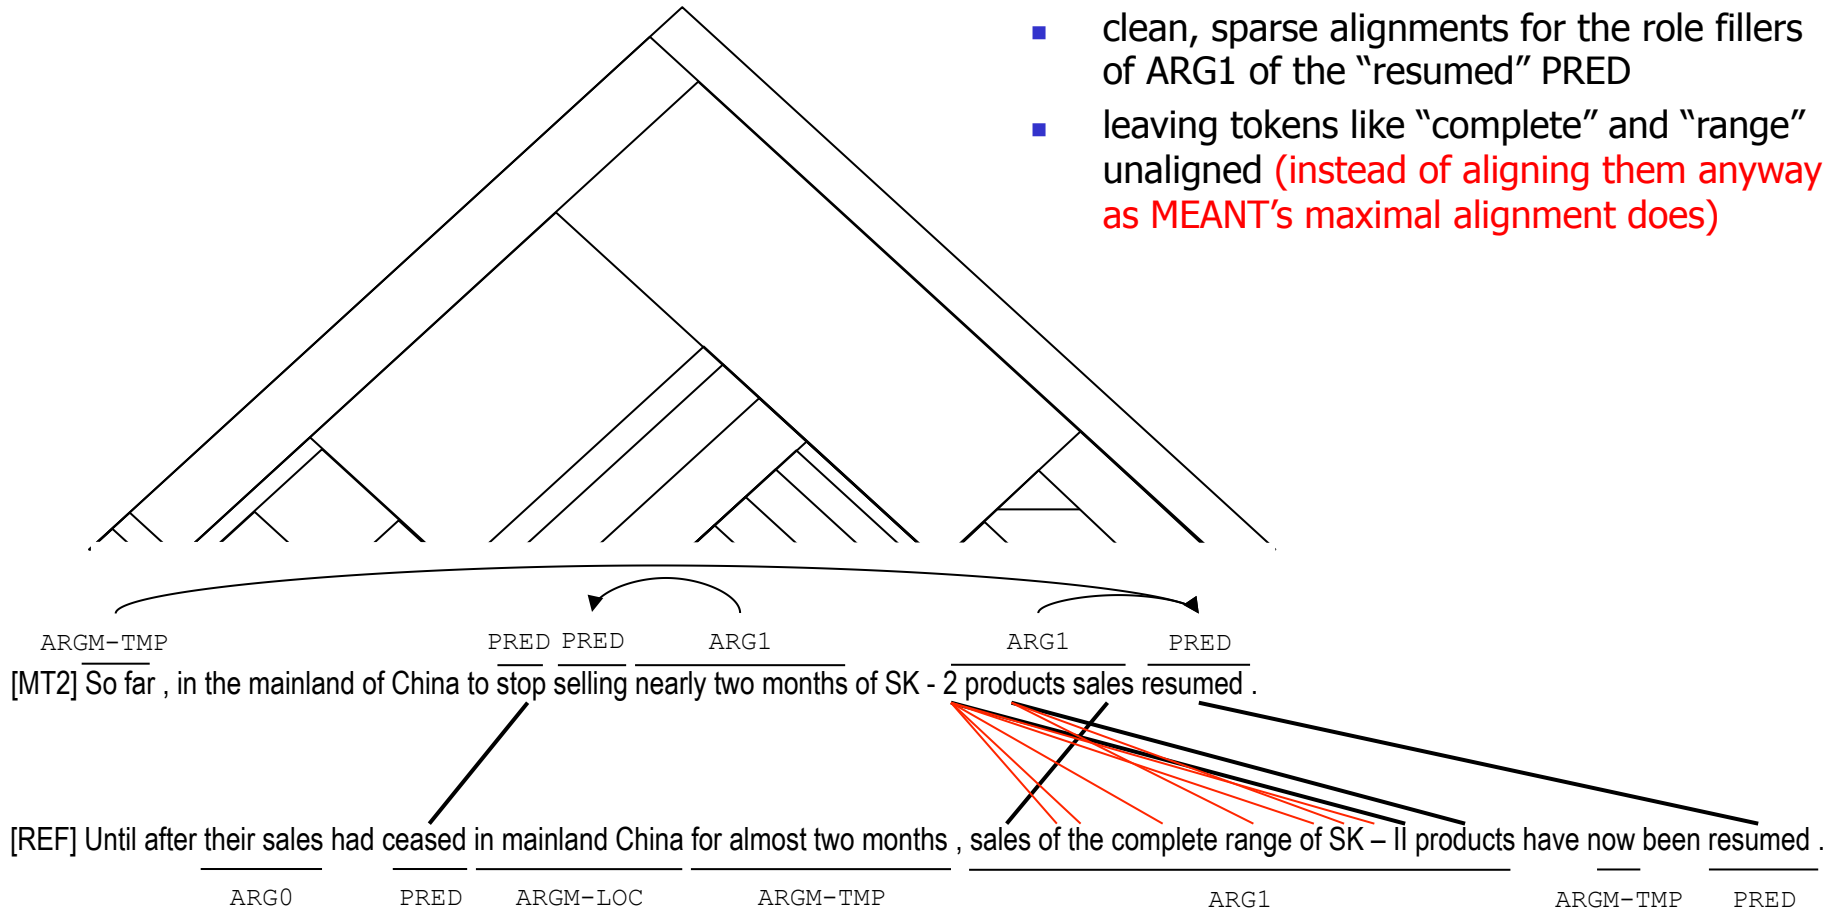 clean, sparse alignments for the role fillers
of ARG1 of the “resumed” PRED
leaving tokens like “complete” and “range”
unaligned (instead of aligning them anyway
as MEANT’s maximal alignment does)
ARGM-TMP PRED PRED ARG1 ARG1 PRED
[MT2] So far , in the mainland of China to stop selling nearly two months of SK - 2 products sales resumed .
[REF] Until after their sales had ceased in mainland China for almost two months , sales of the complete range of SK – II products have now been resumed .
ARG0 PRED ARGM-LOC ARGM-TMP ARG1 ARGM-TMP PRED